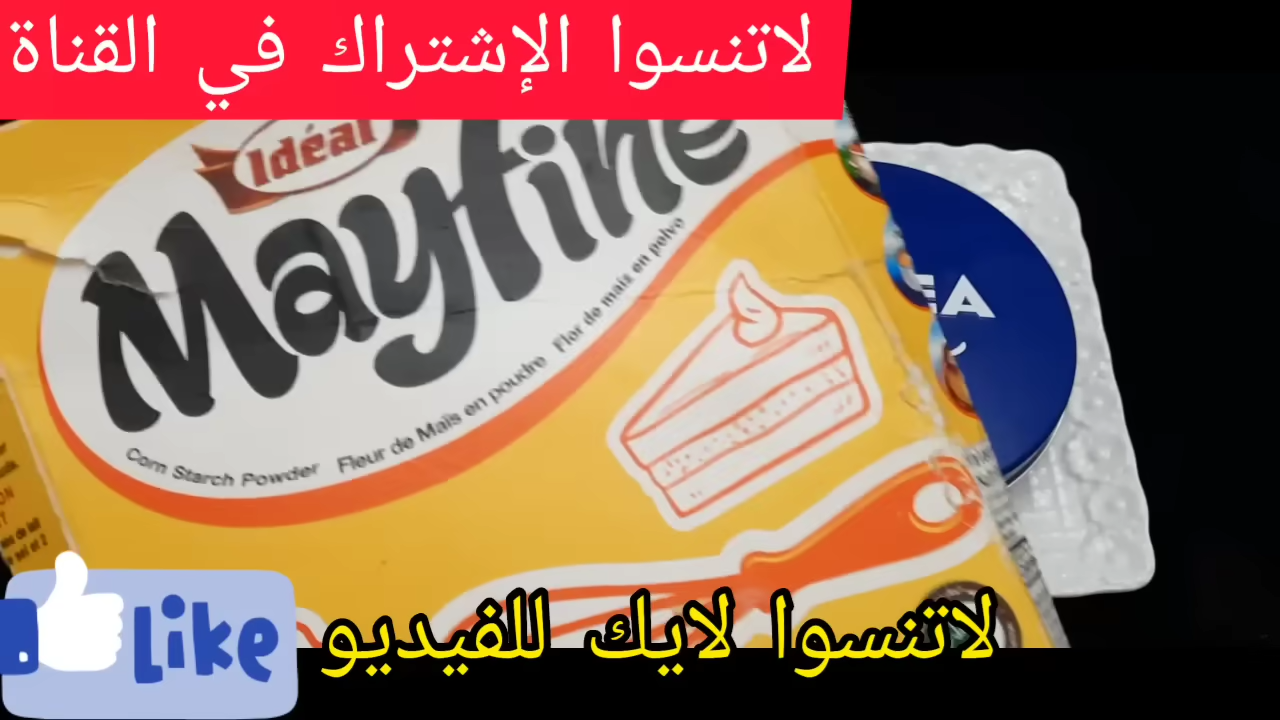 لاتنسوا الإشتراك في القناة
Idéal
Mayfine
Corn Starch Powder Fleur de Maïs en poudre Flor de maís en polvo
EA
Like
لاتنسوا لايك للفيديو